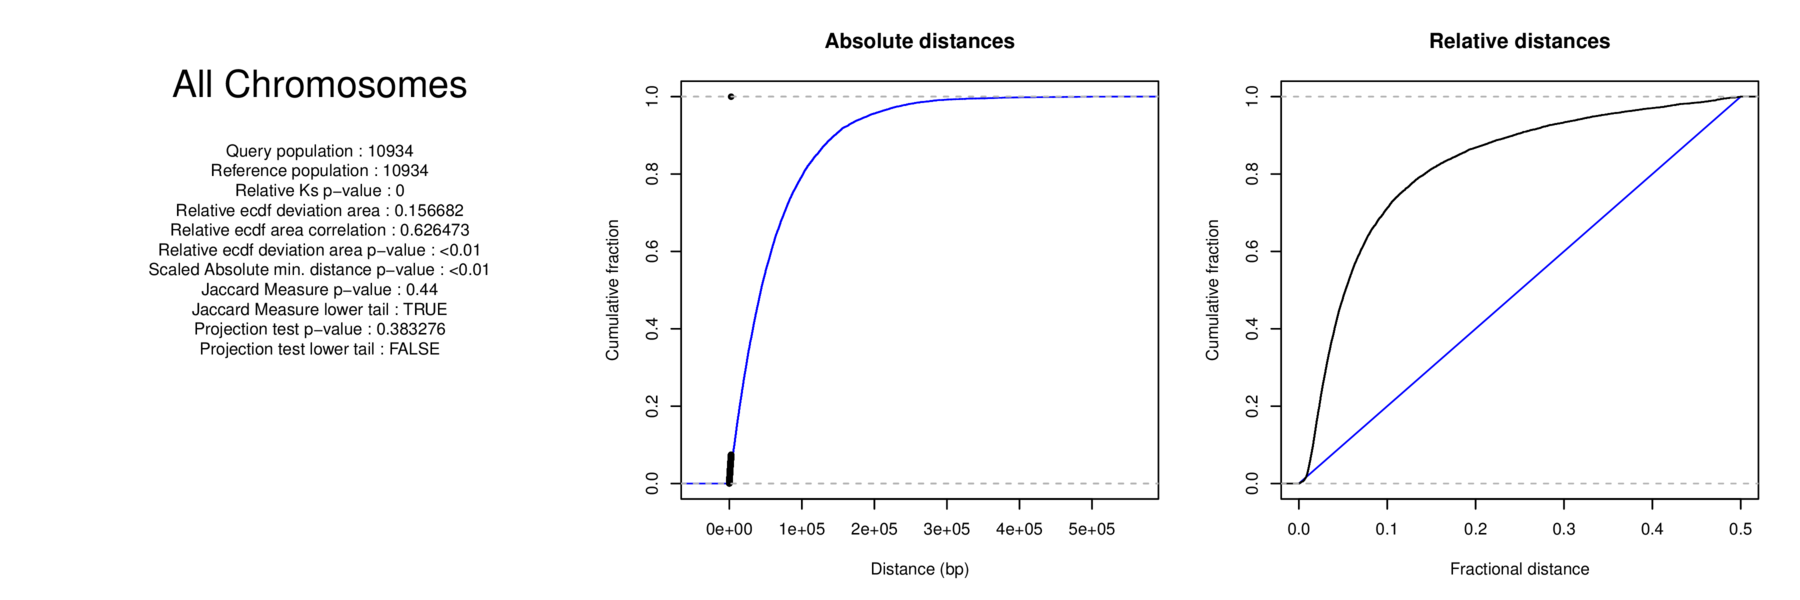 All Chromosomes
Query population : 10934
Reference population : 10934
Relative Ks p−value : 0
Relative ecdf deviation area : 0.156682
Relative ecdf area correlation : 0.626473
Relative ecdf deviation area p−value : <0.01
Scaled Absolute min. distance p−value : <0.01
Jaccard Measure p−value : 0.44
Jaccard Measure lower tail : TRUE
Projection test p−value : 0.383276
Projection test lower tail : FALSE
Absolute distances
Cumulative fraction
1.0
0.8
0.6
0.4
0.2
0.0
0e+00 1e+05 2e+05 3e+05 4e+05 5e+05
Distance (bp)
Relative distances
Cumulative fraction
1.0
0.8
0.6
0.4
0.2
0.0
0.0 0.1 0.2 0.3 0.4 0.5
Fractional distance